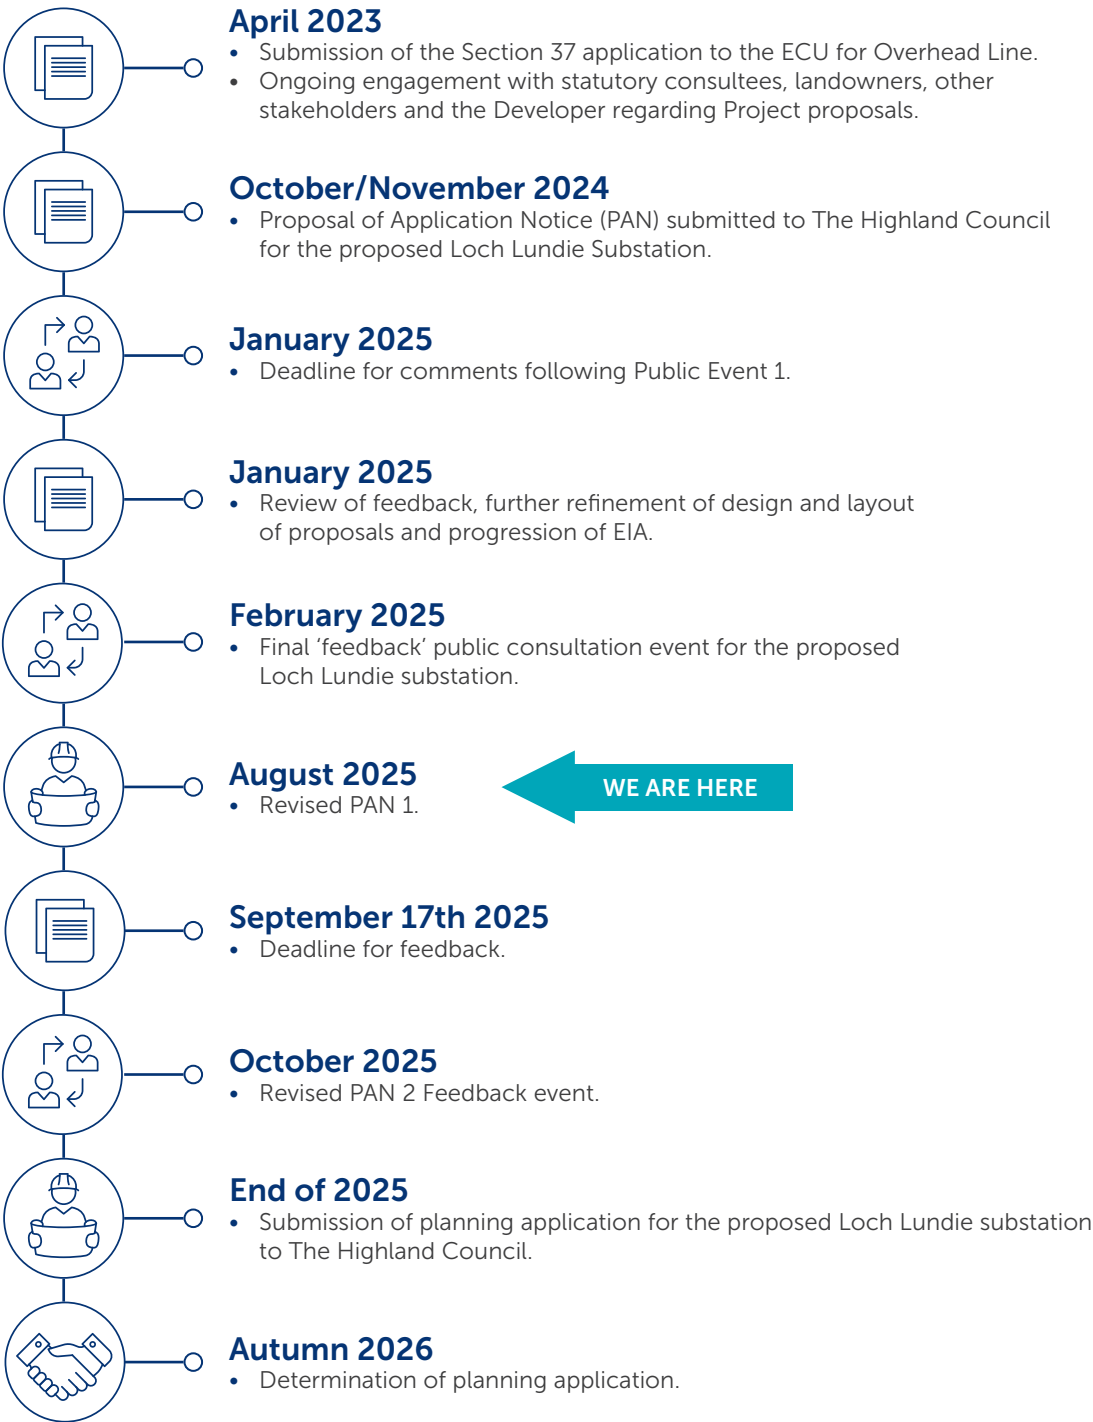 April 2023
• Submission of the Section 37 application to the ECU for Overhead Line.
• Ongoing engagement with statutory consultees, landowners, other
stakeholders and the Developer regarding Project proposals.
October/November 2024
• Proposal of Application Notice (PAN) submitted to The Highland Council
for the proposed Loch Lundie Substation.
January 2025
• Deadline for comments following Public Event 1.
January 2025
• Review of feedback, further refinement of design and layout
of proposals and progression of EIA.
February 2025
• Final ‘feedback’ public consultation event for the proposed
Loch Lundie substation.
August 2025
• Revised PAN 1.
WE ARE HERE
September 17th 2025
• Deadline for feedback.
October 2025
• Revised PAN 2 Feedback event.
End of 2025
• Submission of planning application for the proposed Loch Lundie substation
to The Highland Council.
Autumn 2026
• Determination of planning application.